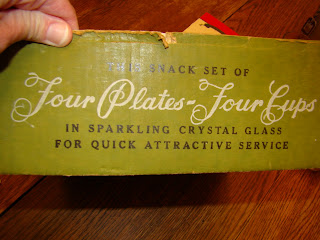 THIS SNACK SET OF
Four Plates - Four Cups
IN SPARKLING CRYSTAL GLASS
FOR QUICK ATTRACTIVE SERVICE